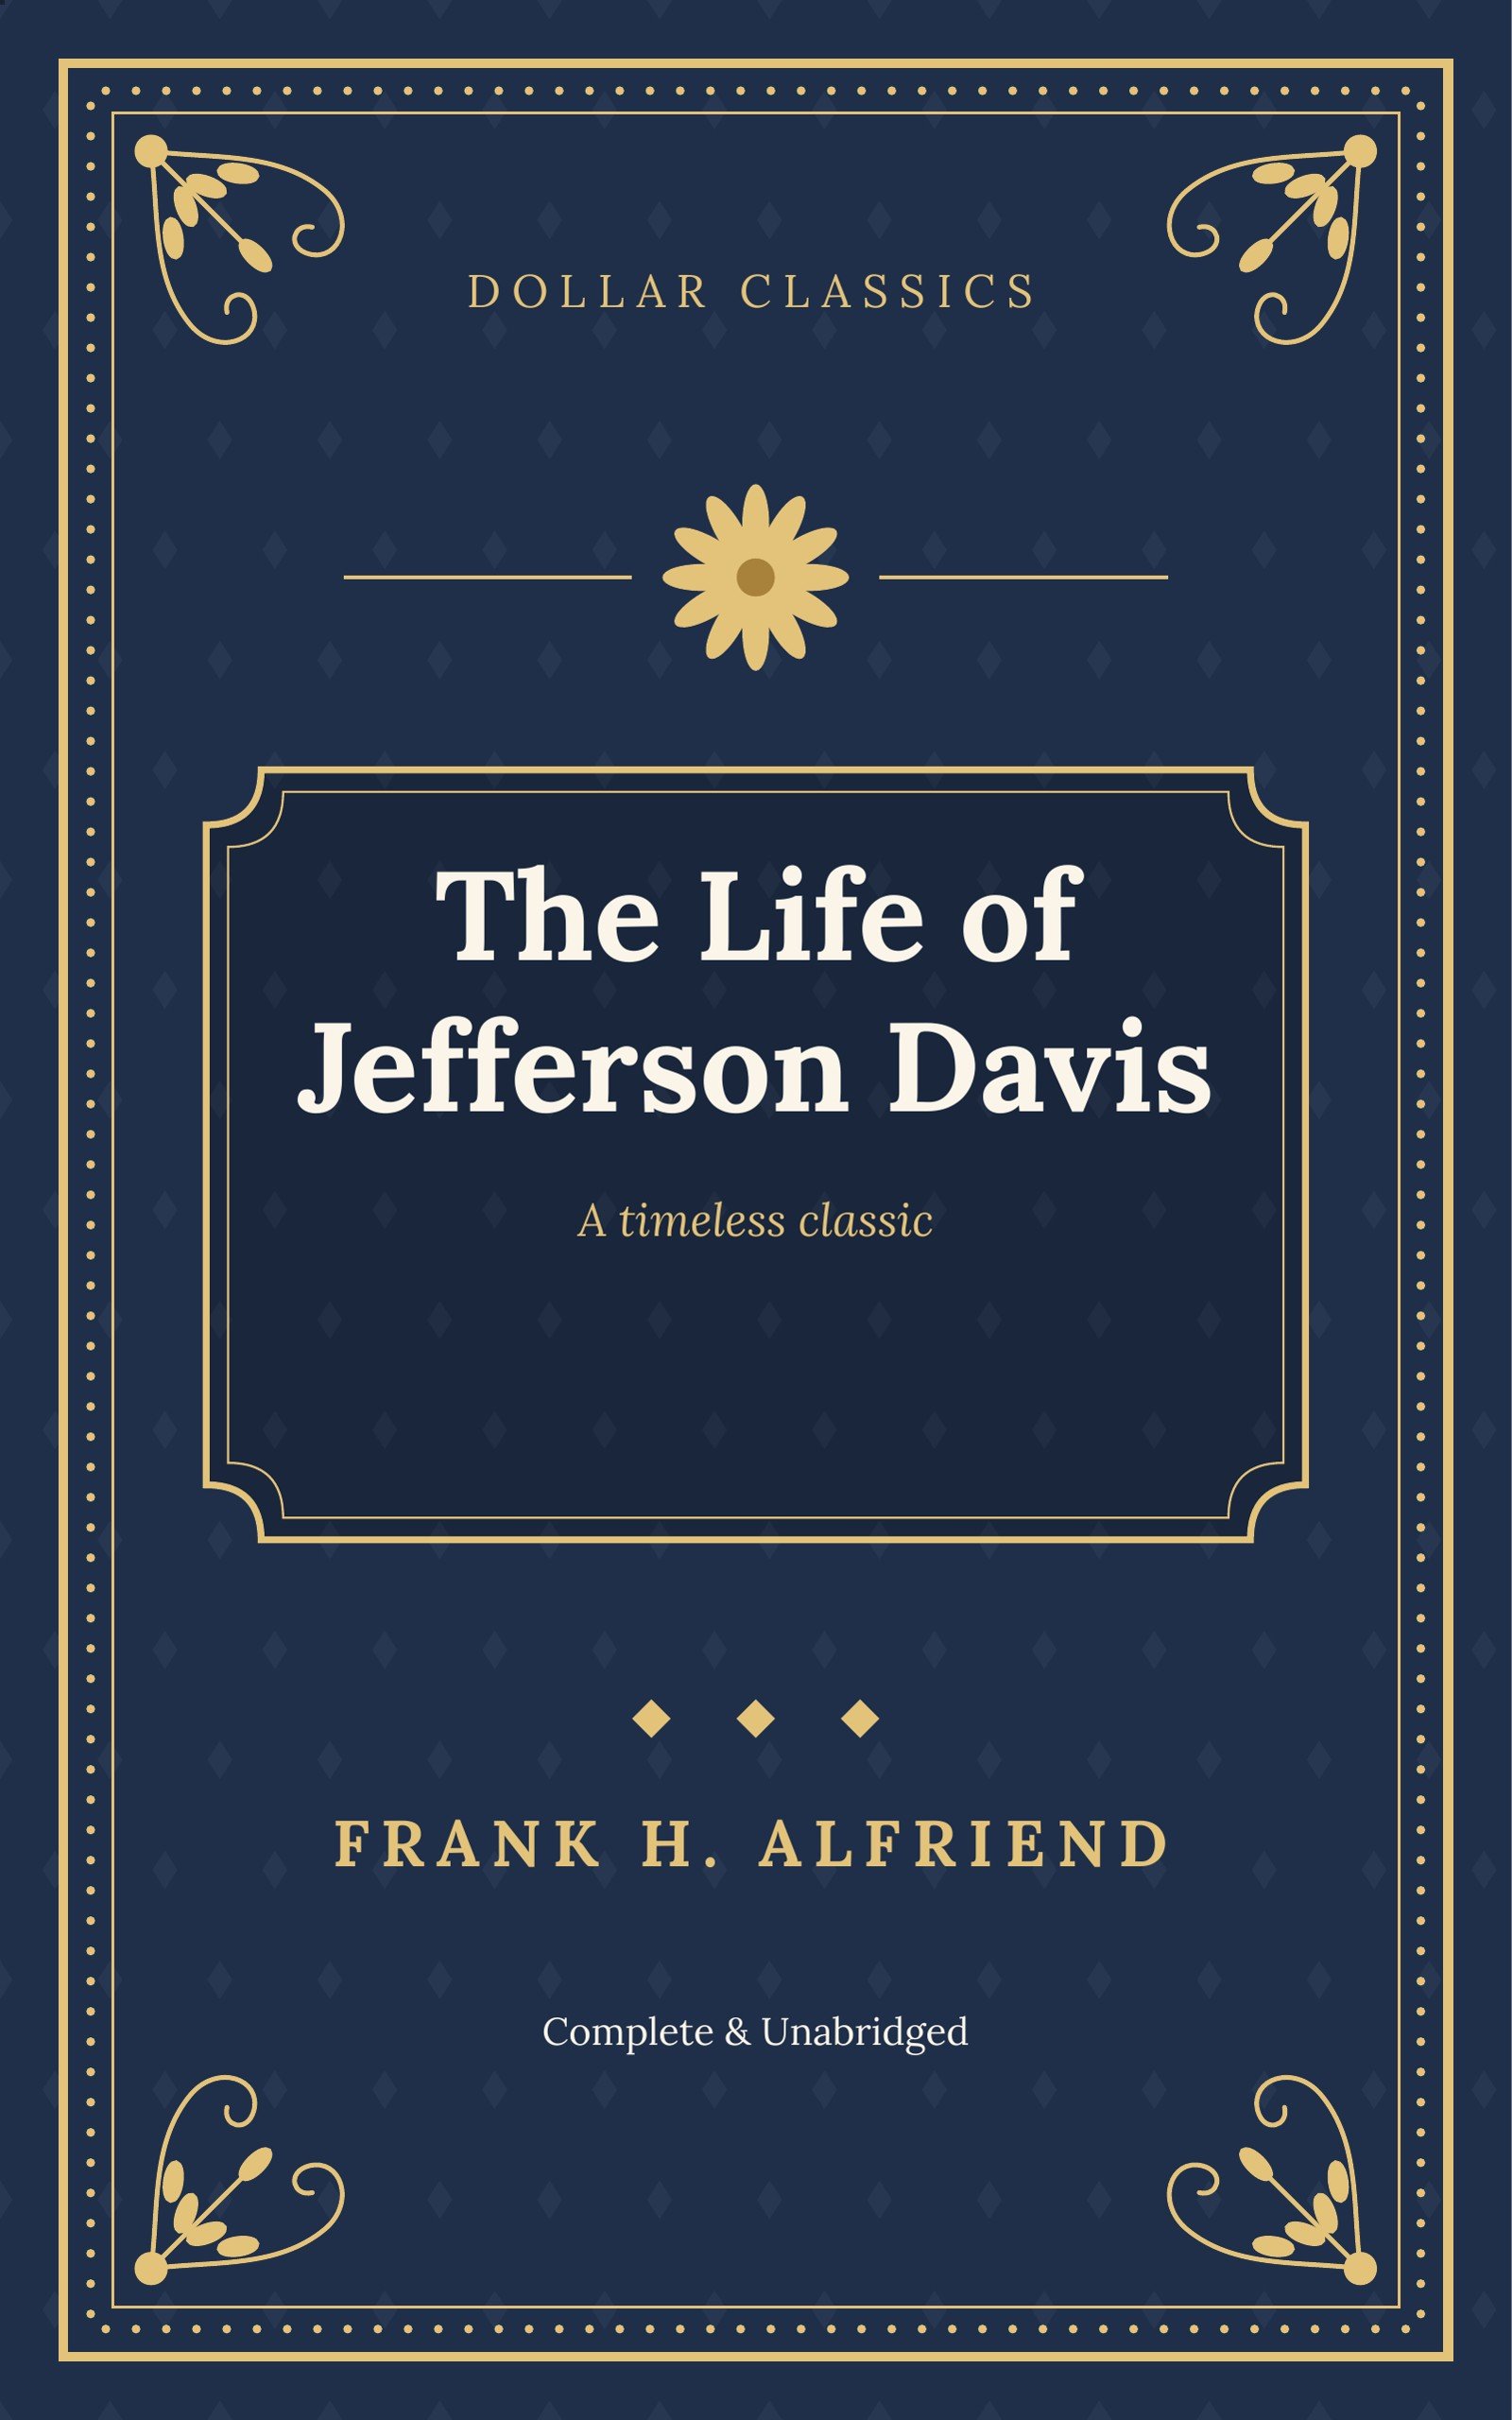 DOLLAR CLASSICS
The Life of
Jefferson Davis
A timeless classic
FRANK H. ALFRIEND
Complete & Unabridged